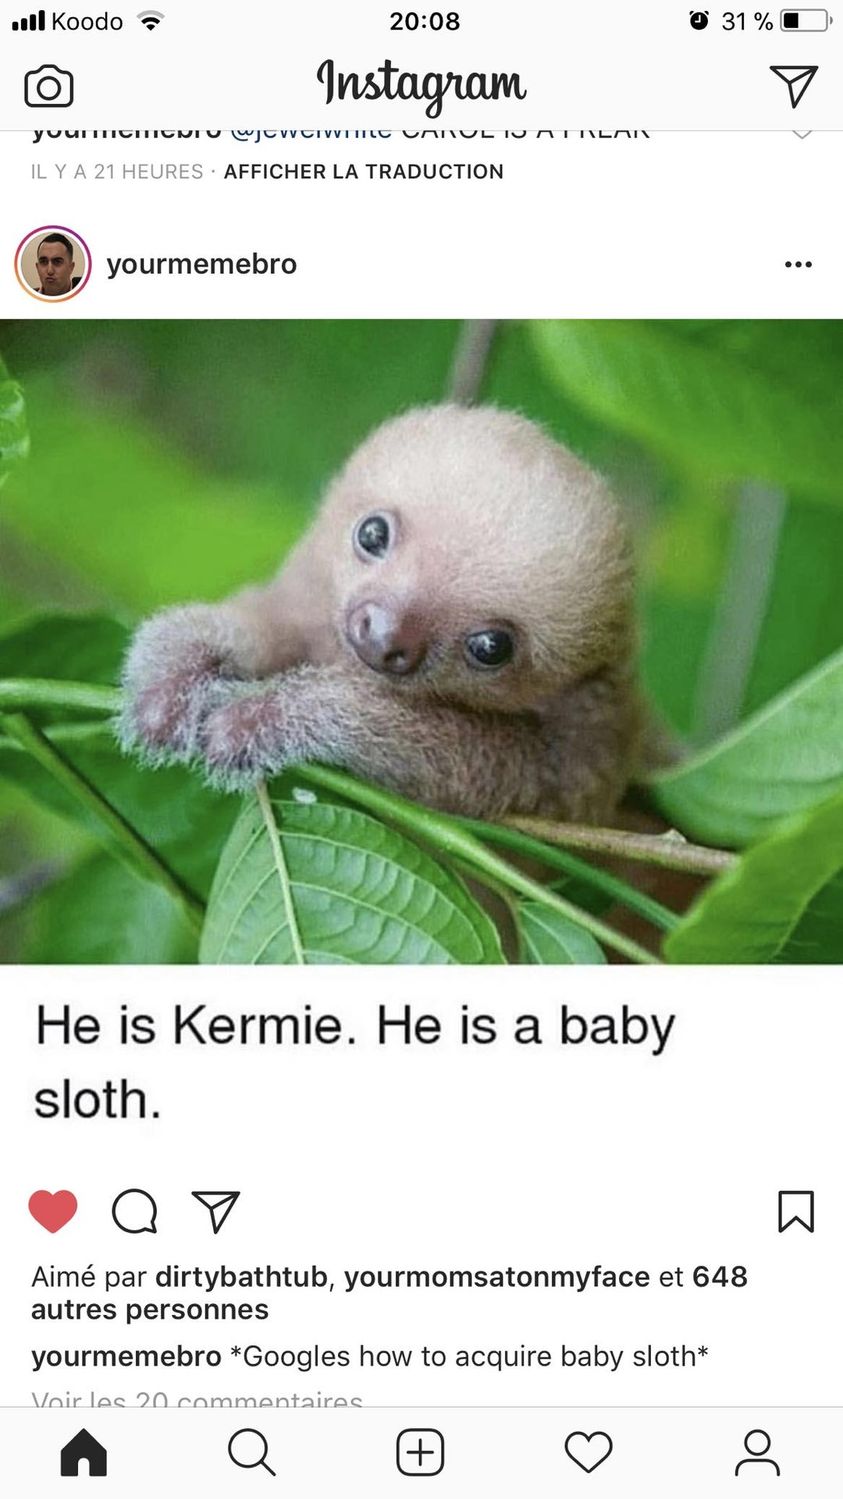 Koodo 20:08 31 %
Instagram
yourmemebro @jewelwhite CAROL IS A FREAK
IL Y A 21 HEURES · AFFICHER LA TRADUCTION
yourmemebro
He is Kermie. He is a baby
sloth.
Aimé par dirtybathtub, yourmomsatonmyface et 648
autres personnes
yourmemebro *Googles how to acquire baby sloth*
Voir les 20 commentaires